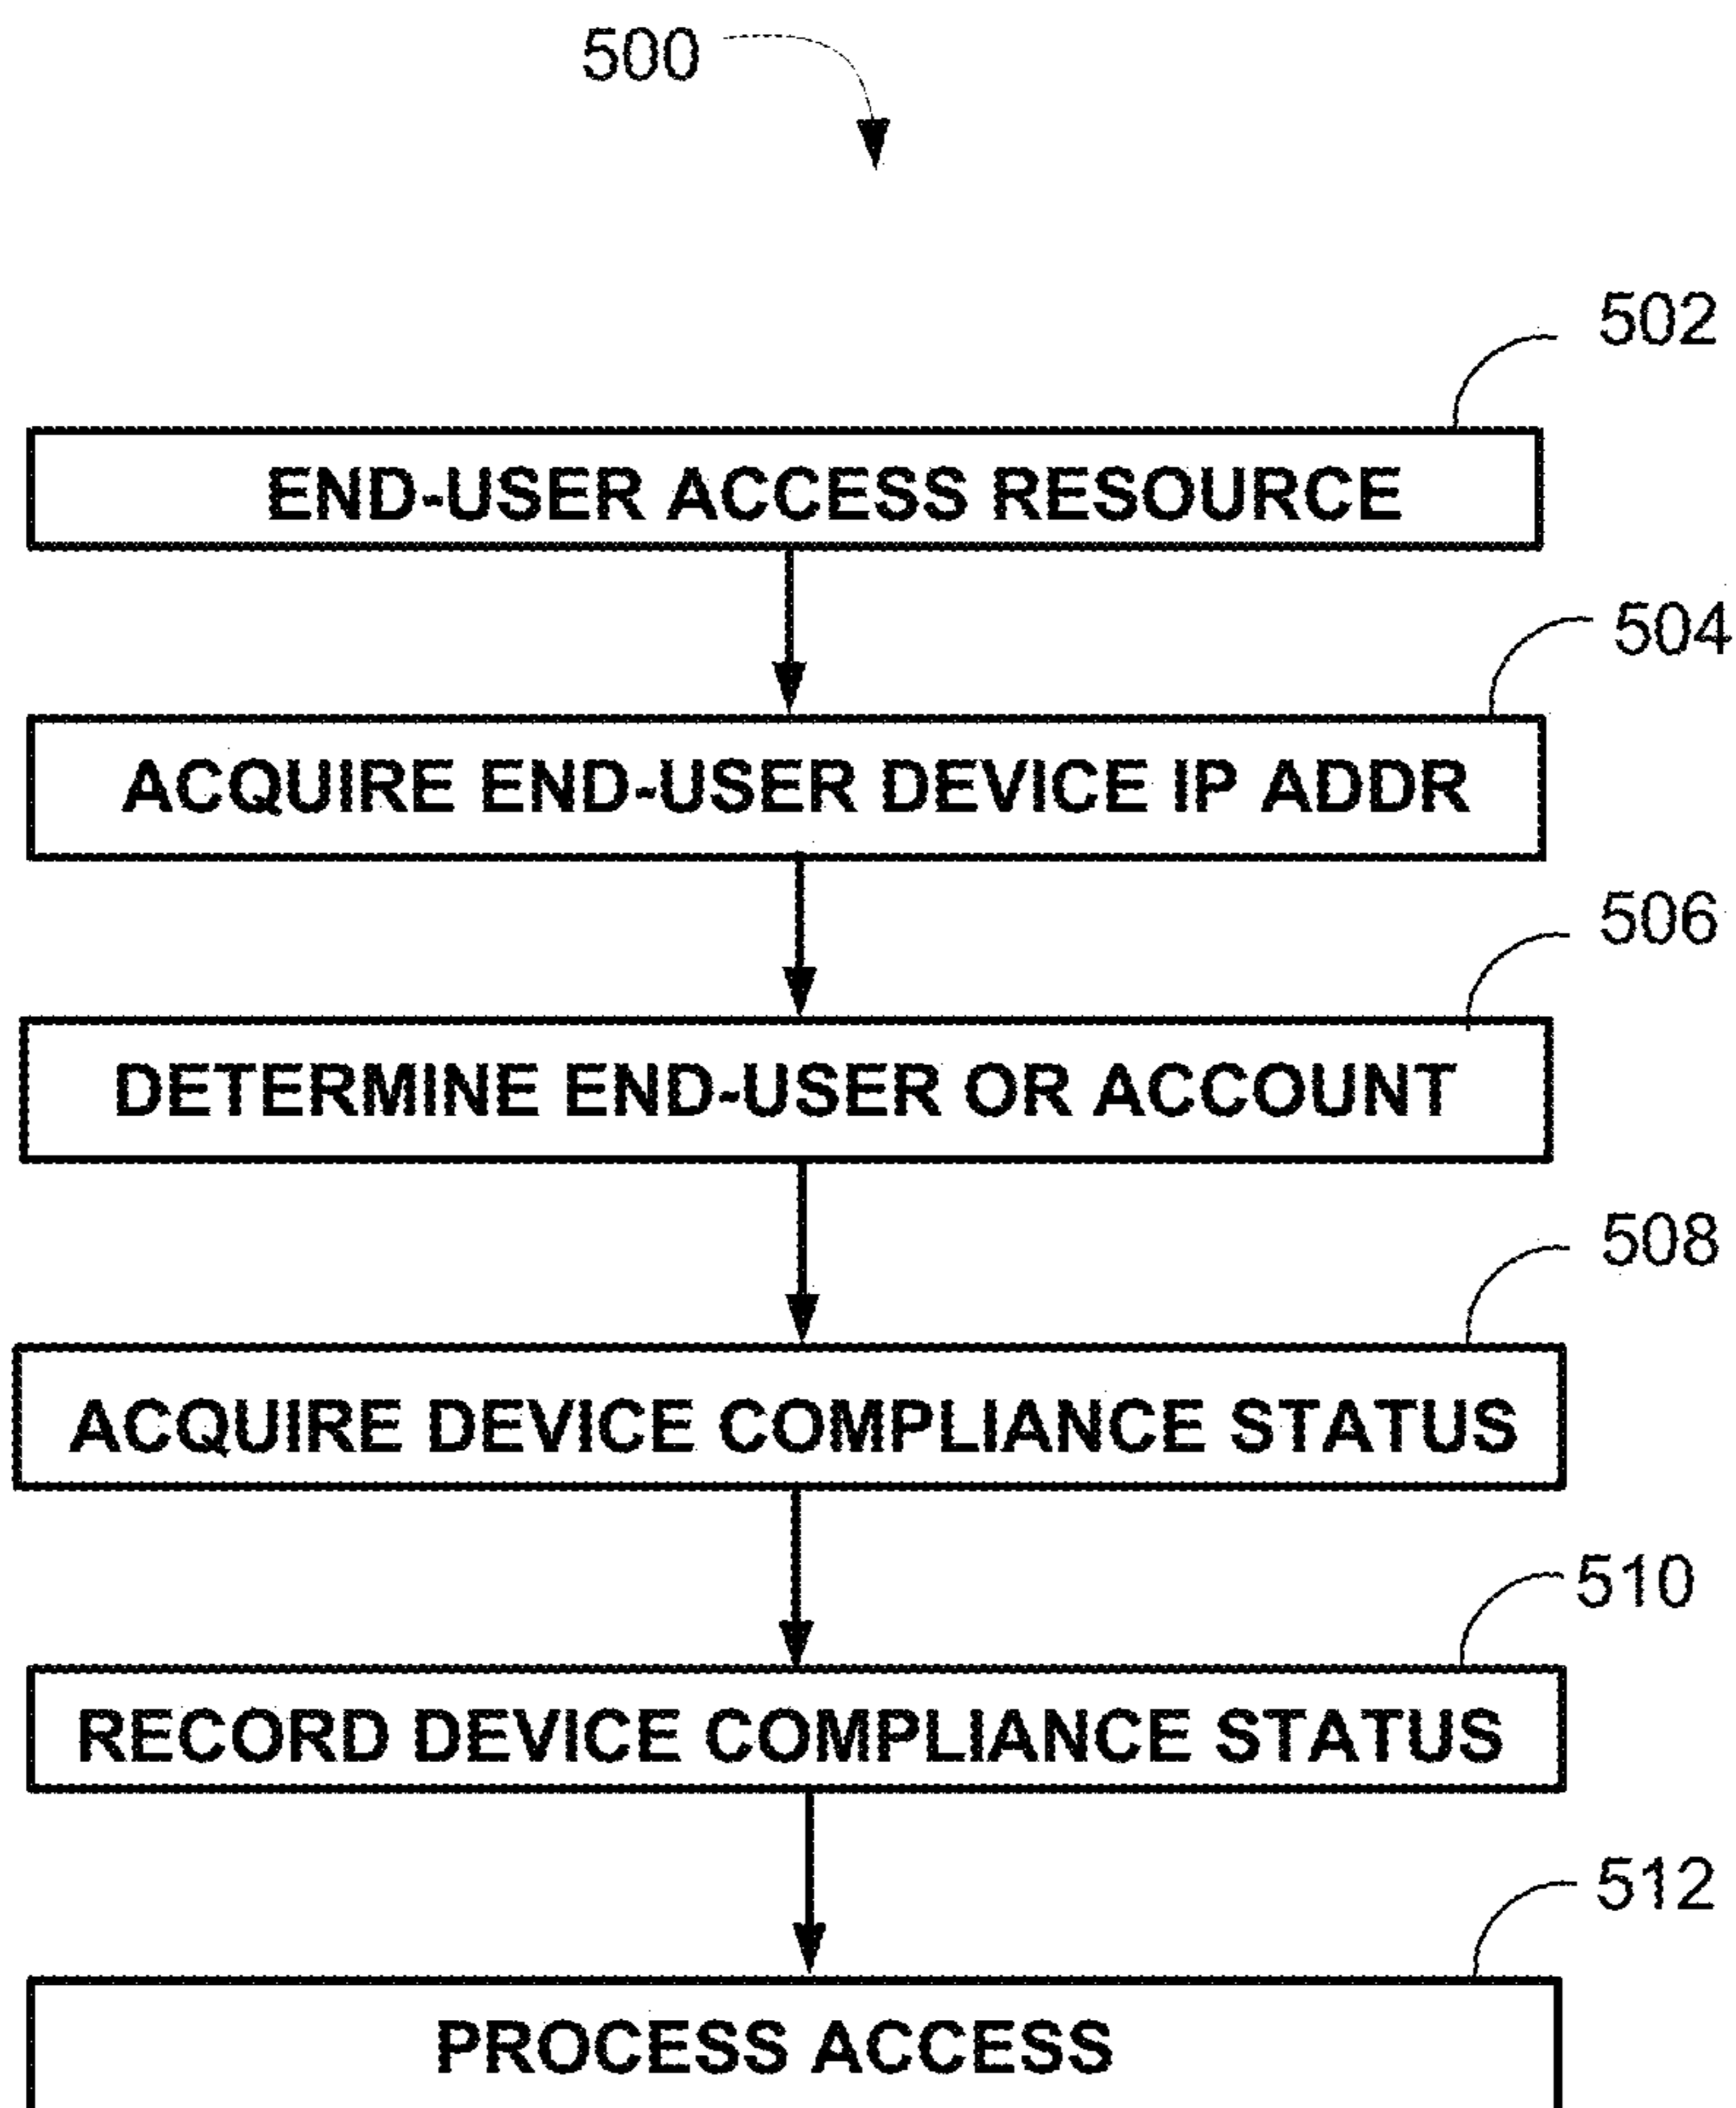 500
502
END-USER ACCESS RESOURCE
504
ACQUIRE END-USER DEVICE IP ADDR
506
DETERMINE END-USER OR ACCOUNT
508
ACQUIRE DEVICE COMPLIANCE STATUS
510
RECORD DEVICE COMPLIANCE STATUS
512
PROCESS ACCESS